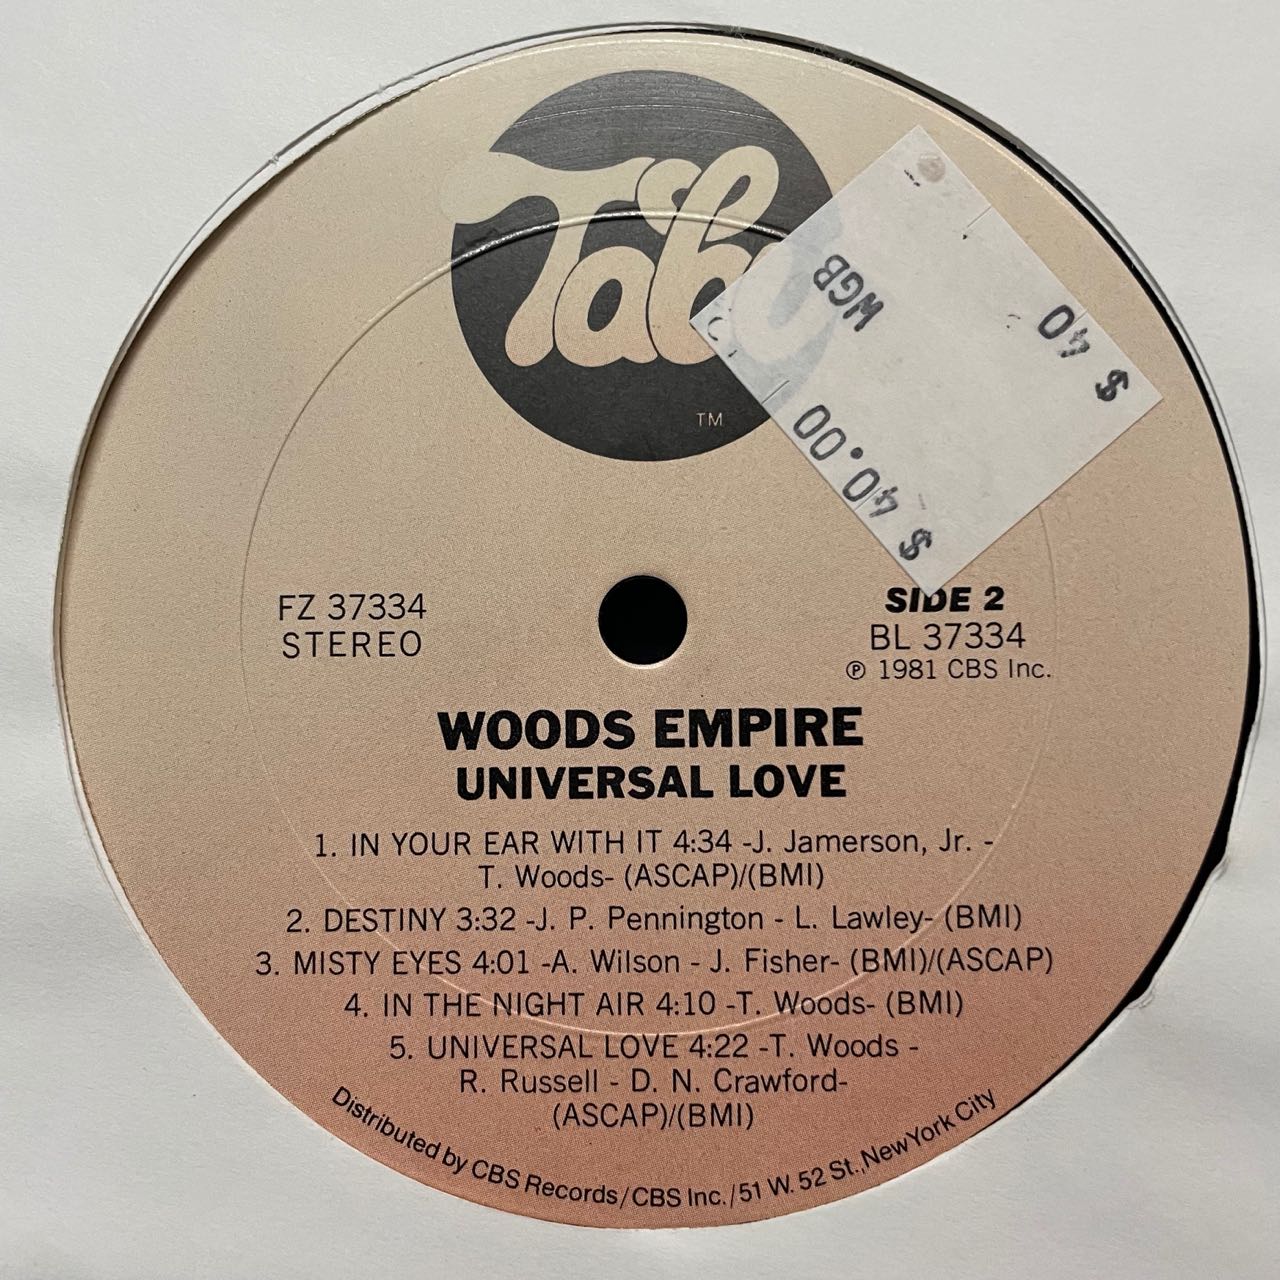 Tabu
TM
WGB
$ 40
$ 40.00
FZ 37334
STEREO
SIDE 2
BL 37334
℗ 1981 CBS Inc.
WOODS EMPIRE
UNIVERSAL LOVE
1. IN YOUR EAR WITH IT 4:34 -J. Jamerson, Jr. -
T. Woods- (ASCAP)/(BMI)
2. DESTINY 3:32 -J. P. Pennington - L. Lawley- (BMI)
3. MISTY EYES 4:01 -A. Wilson - J. Fisher- (BMI)/(ASCAP)
4. IN THE NIGHT AIR 4:10 -T. Woods- (BMI)
5. UNIVERSAL LOVE 4:22 -T. Woods -
R. Russell - D. N. Crawford-
(ASCAP)/(BMI)
Distributed by CBS Records/CBS Inc./51 W. 52 St., New York City